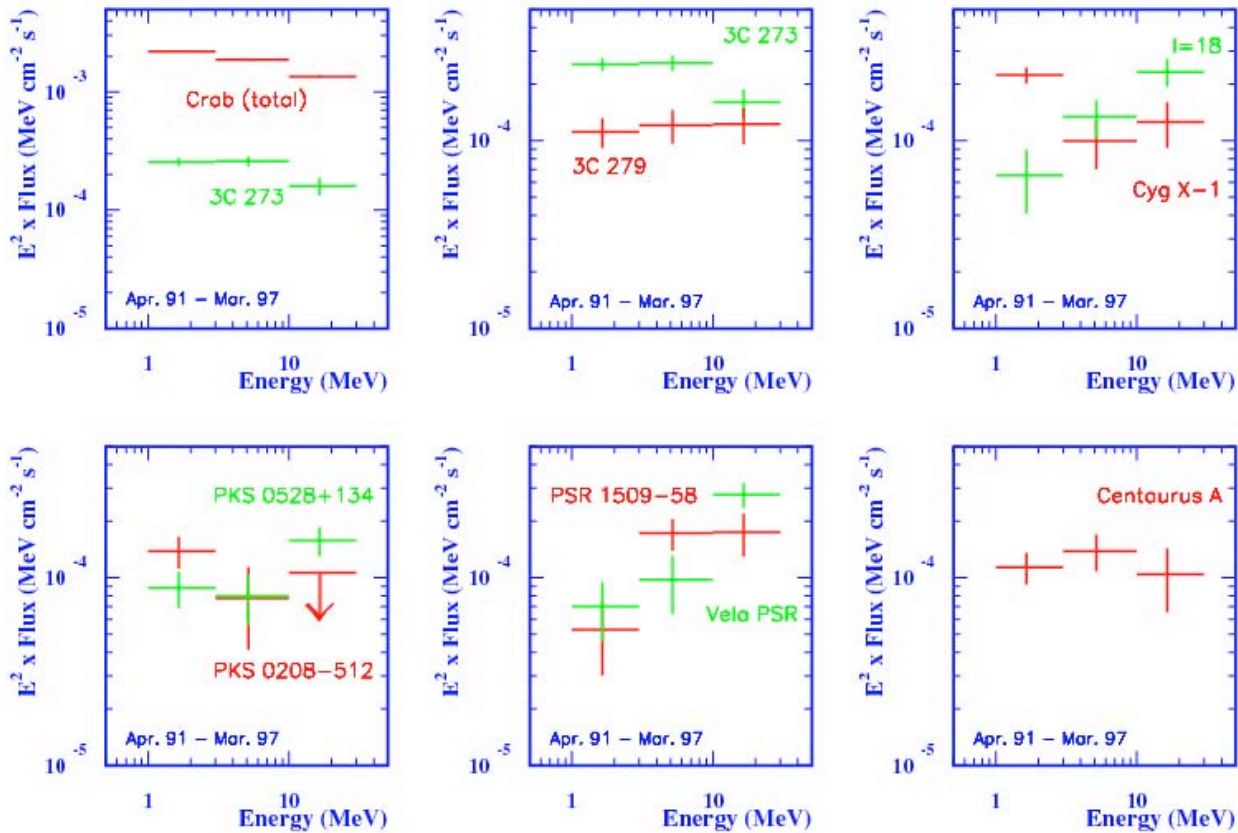 E² x Flux (MeV cm⁻² s⁻¹)
10⁻³
10⁻⁴
10⁻⁵
Crab (total)
3C 273
Apr. 91 – Mar. 97
1
10
Energy (MeV)
E² x Flux (MeV cm⁻² s⁻¹)
10⁻⁴
10⁻⁵
3C 273
3C 279
Apr. 91 – Mar. 97
1
10
Energy (MeV)
E² x Flux (MeV cm⁻² s⁻¹)
10⁻⁴
10⁻⁵
l=18
Cyg X–1
Apr. 91 – Mar. 97
1
10
Energy (MeV)
E² x Flux (MeV cm⁻² s⁻¹)
10⁻⁴
10⁻⁵
PKS 0528+134
PKS 0208–512
Apr. 91 – Mar. 97
1
10
Energy (MeV)
E² x Flux (MeV cm⁻² s⁻¹)
10⁻⁴
10⁻⁵
PSR 1509–58
Vela PSR
Apr. 91 – Mar. 97
1
10
Energy (MeV)
E² x Flux (MeV cm⁻² s⁻¹)
10⁻⁴
10⁻⁵
Centaurus A
Apr. 91 – Mar. 97
1
10
Energy (MeV)